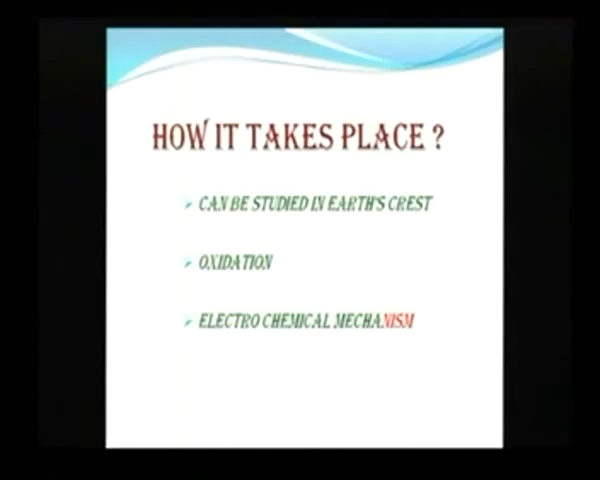 HOW IT TAKES PLACE ?
CAN BE STUDIED IN EARTH'S CREST
OXIDATION
ELECTRO CHEMICAL MECHANISM